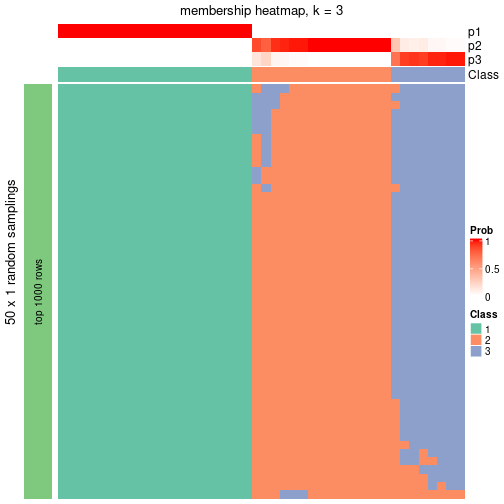 membership heatmap, k = 3
p1
p2
p3
Class
50 x 1 random samplings
top 1000 rows
Prob
1
0.5
0
Class
1
2
3